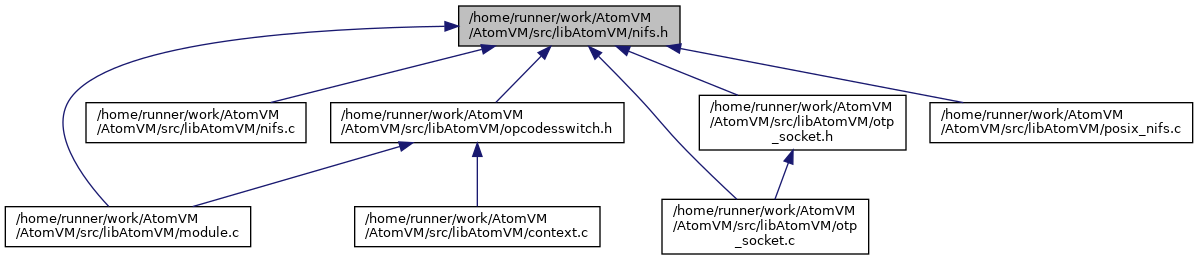 /home/runner/work/AtomVM
/AtomVM/src/libAtomVM/nifs.h
/home/runner/work/AtomVM
/AtomVM/src/libAtomVM/nifs.c
/home/runner/work/AtomVM
/AtomVM/src/libAtomVM/opcodesswitch.h
/home/runner/work/AtomVM
/AtomVM/src/libAtomVM/otp
_socket.h
/home/runner/work/AtomVM
/AtomVM/src/libAtomVM/posix_nifs.c
/home/runner/work/AtomVM
/AtomVM/src/libAtomVM/module.c
/home/runner/work/AtomVM
/AtomVM/src/libAtomVM/context.c
/home/runner/work/AtomVM
/AtomVM/src/libAtomVM/otp
_socket.c